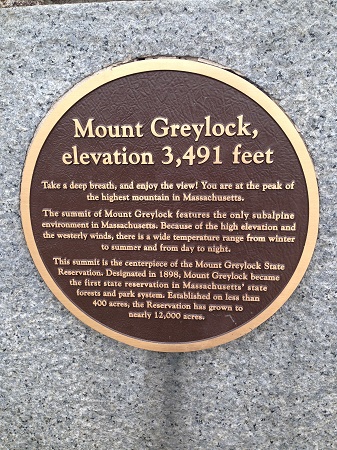 Mount Greylock,
elevation 3,491 feet
Take a deep breath, and enjoy the view! You are at the peak of
the highest mountain in Massachusetts.
The summit of Mount Greylock features the only subalpine
environment in Massachusetts. Because of the high elevation and
the westerly winds, there is a wide temperature range from winter
to summer and from day to night.
This summit is the centerpiece of the Mount Greylock State
Reservation. Designated in 1898, Mount Greylock became
the first state reservation in Massachusetts' state
forests and park system. Established on less than
400 acres, the Reservation has grown to
nearly 12,000 acres.